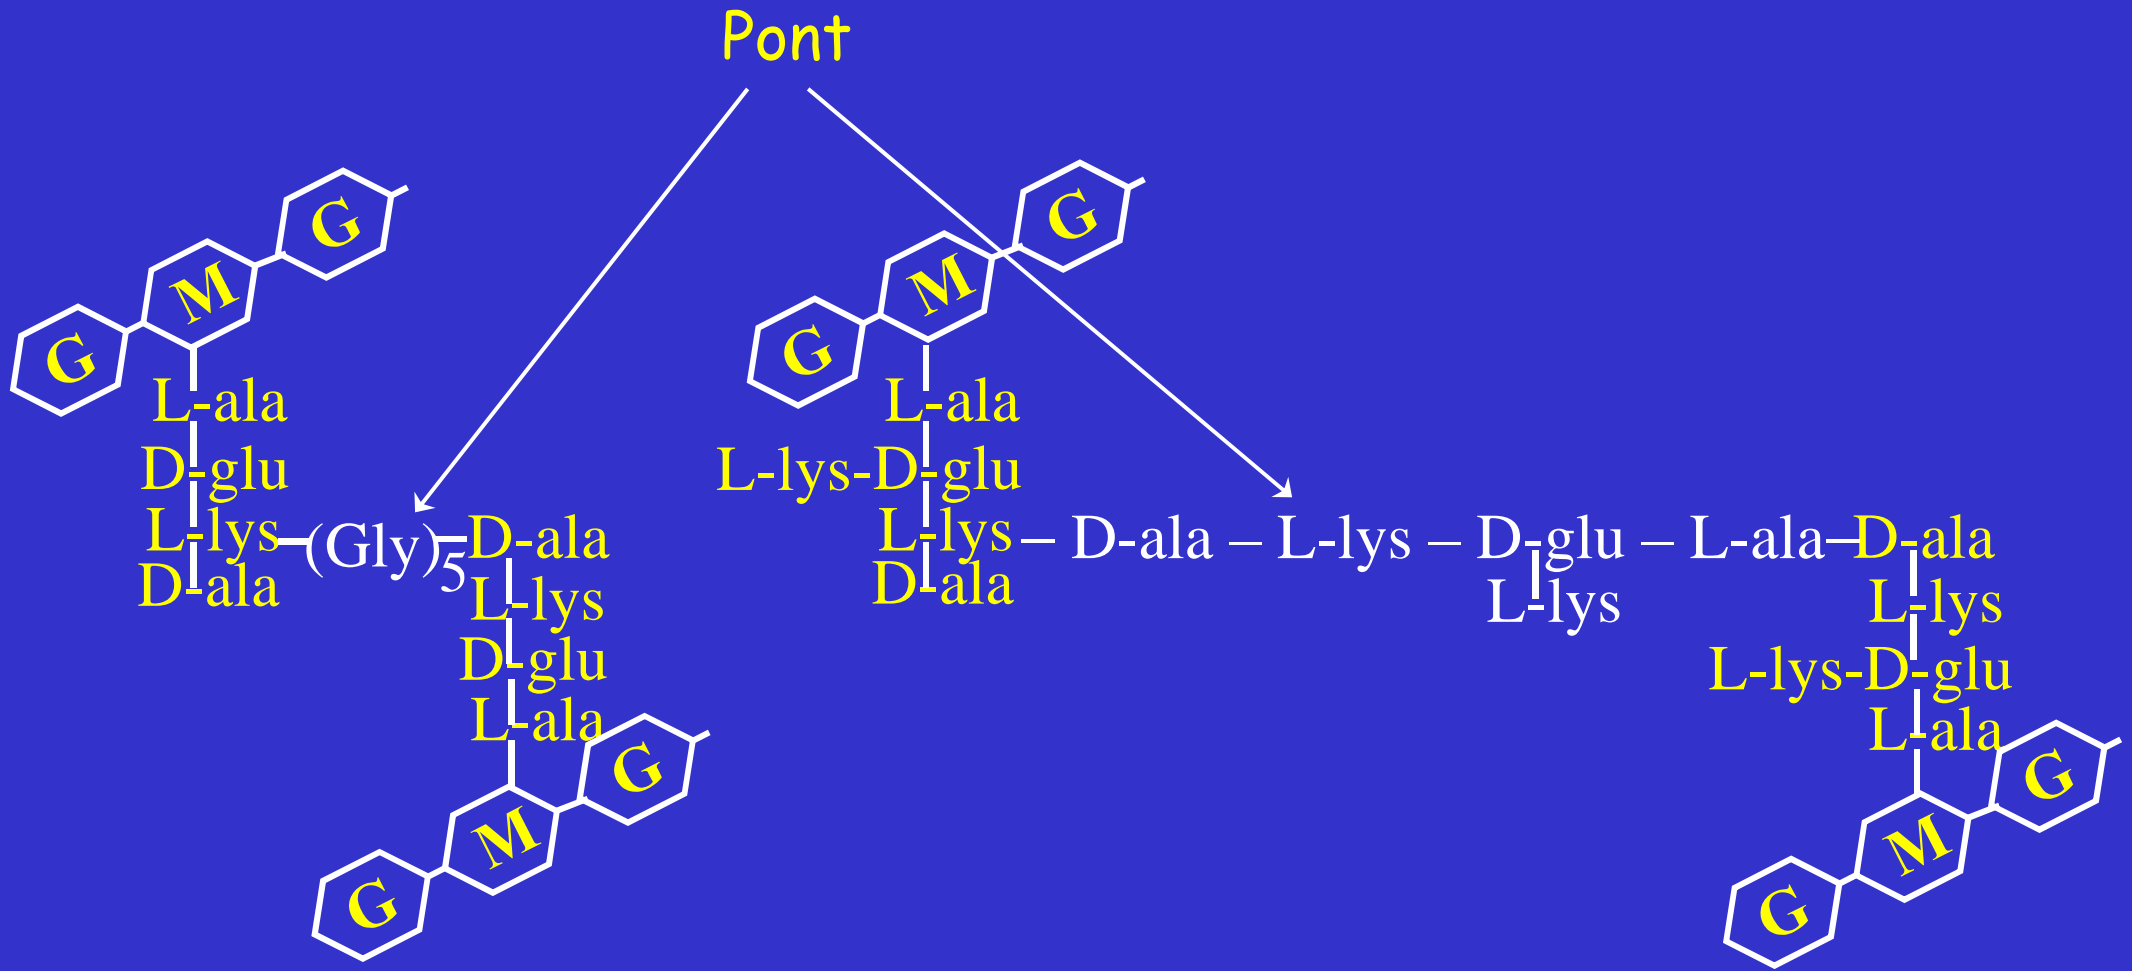 Pont
G
M
G
L-ala
D-glu
L-lys—(Gly)5—D-ala
D-ala
L-lys
D-glu
L-ala
G
M
G
G
M
G
L-ala
L-lys-D-glu
L-lys – D-ala – L-lys – D-glu – L-ala—D-ala
D-ala
L-lys
L-lys
L-lys-D-glu
L-ala
G
M
G